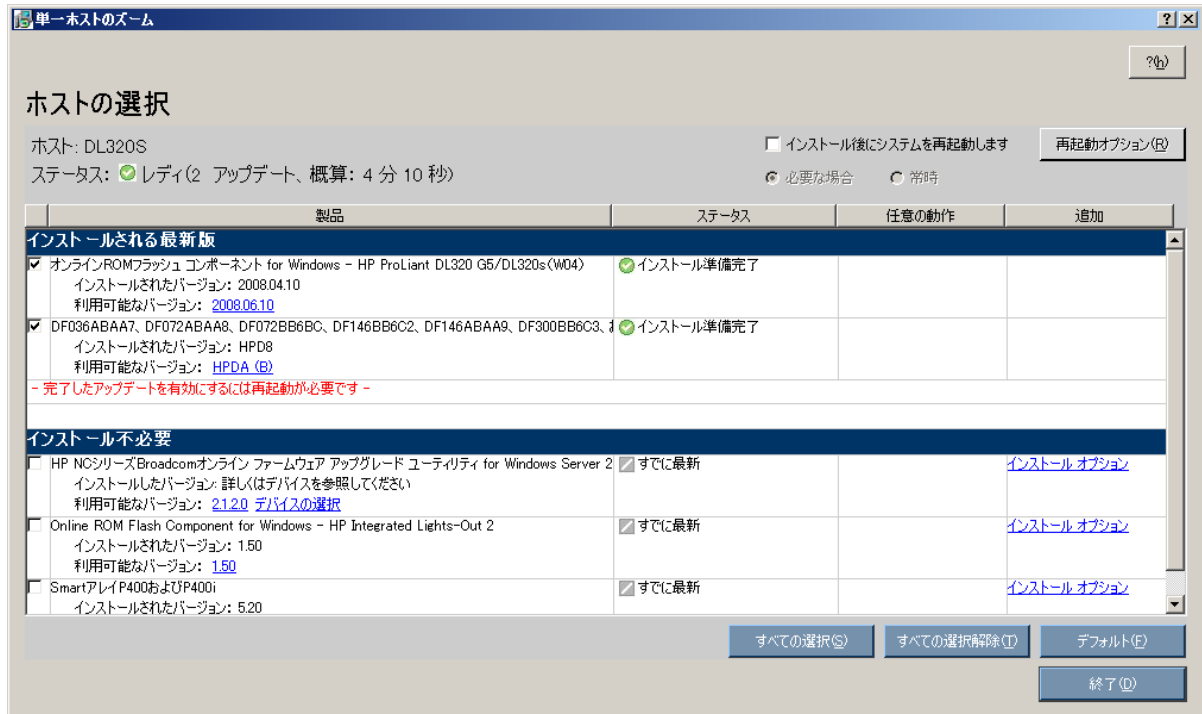 単一ホストのズーム
?(h)
ホストの選択
ホスト: DL320S
インストール後にシステムを再起動します
再起動オプション(R)
ステータス: レディ(2 アップデート、概算: 4 分 10 秒)
必要な場合
常時
製品
ステータス
任意の動作
追加
インストールされる最新版
オンラインROMフラッシュ コンポーネント for Windows - HP ProLiant DL320 G5/DL320s(W04)
インストール準備完了
インストールされたバージョン: 2008.04.10
利用可能なバージョン: 2008.06.10
DF036ABAA7、DF072ABAA8、DF072BB6BC、DF146BB6C2、DF146ABAA9、DF300BB6C3、
インストール準備完了
インストールされたバージョン: HPD8
利用可能なバージョン: HPDA (B)
- 完了したアップデートを有効にするには再起動が必要です -
インストール不必要
HP NCシリーズBroadcomオンライン ファームウェア アップグレード ユーティリティ for Windows Server 2
すでに最新
インストール オプション
インストールしたバージョン: 詳しくはデバイスを参照してください
利用可能なバージョン: 2.1.2.0 デバイスの選択
Online ROM Flash Component for Windows - HP Integrated Lights-Out 2
すでに最新
インストール オプション
インストールされたバージョン: 1.50
利用可能なバージョン: 1.50
SmartアレイP400およびP400i
すでに最新
インストール オプション
インストールされたバージョン: 5.20
すべての選択(S)
すべての選択解除(T)
デフォルト(F)
終了(D)